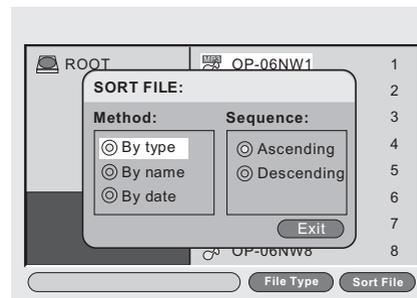 ROOT
MP3 OP-06NW1 1
SORT FILE: 2
Method: Sequence: 3
By type Ascending 4
By name Descending 5
By date 6
Exit 7
OP-06NW8 8
File Type Sort File